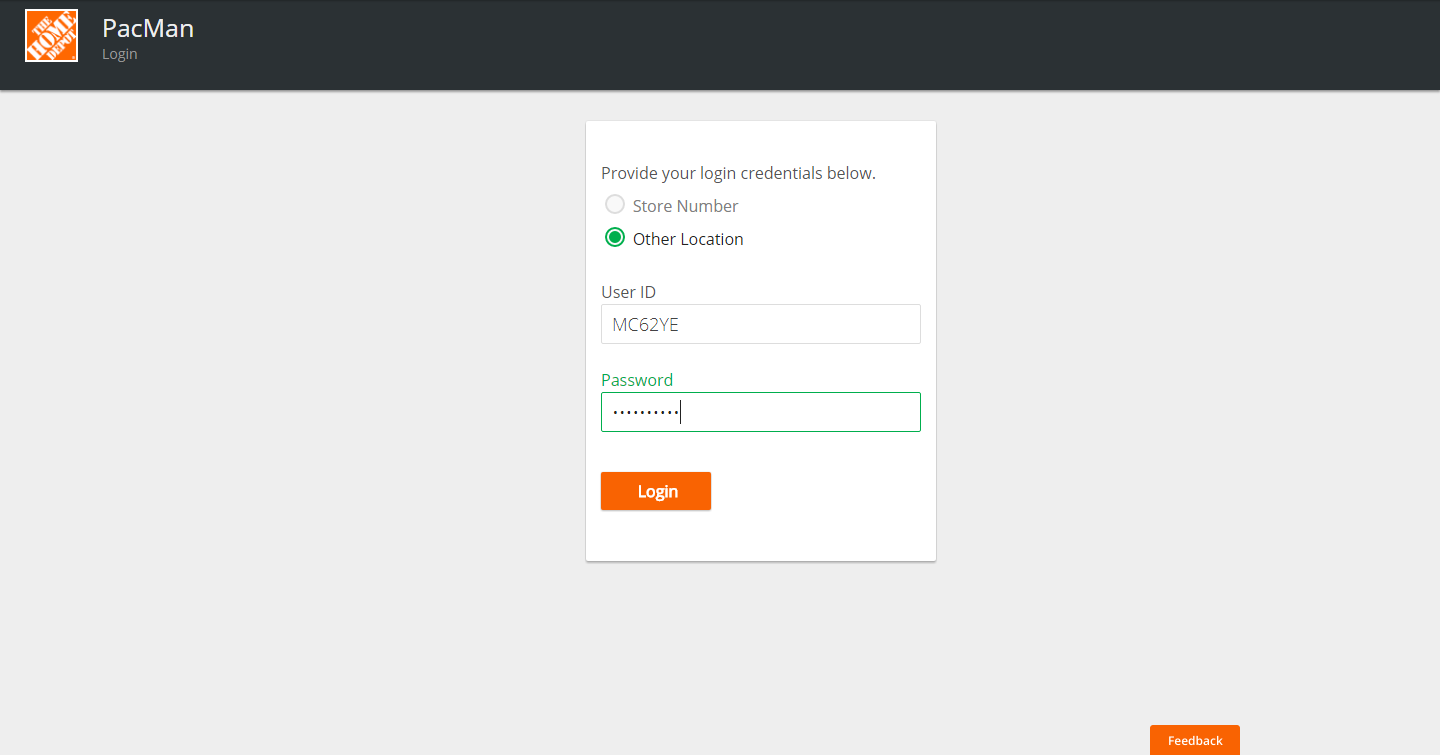 THE
HOME
DEPOT
PacMan
Login
Provide your login credentials below.
Store Number
Other Location
User ID
MC62YE
Password
••••••••••
Login
Feedback